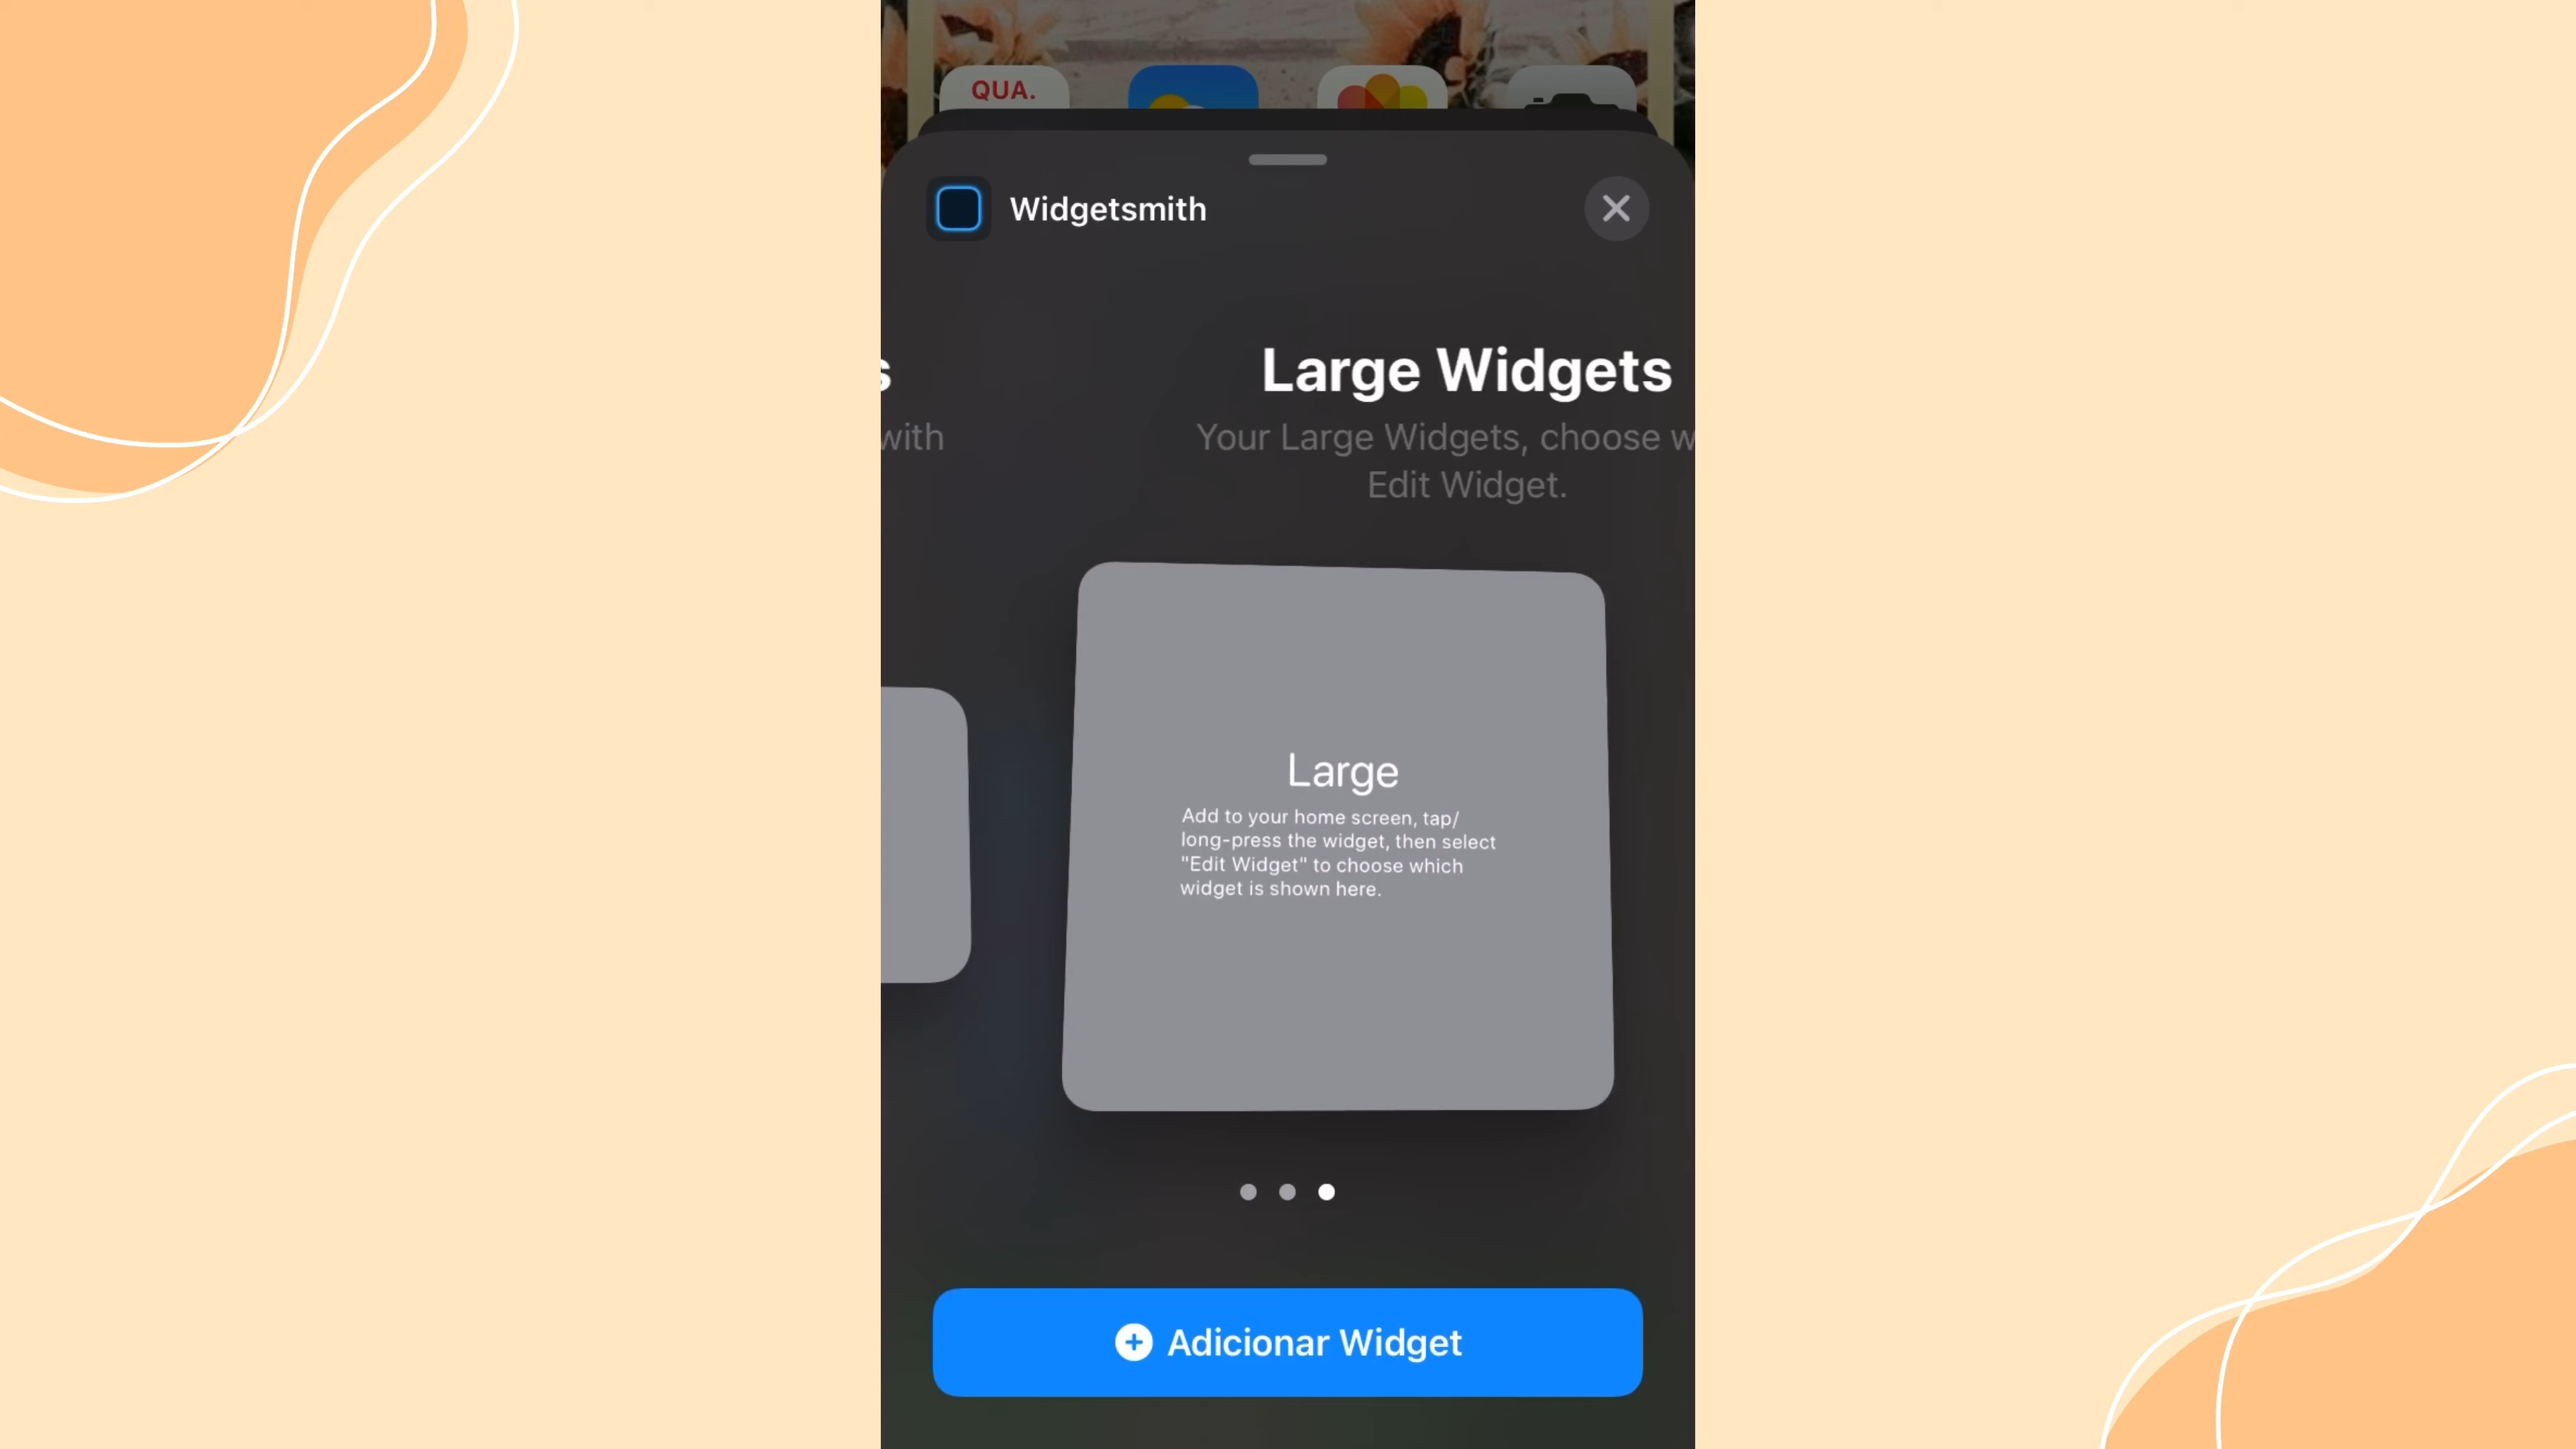 QUA.
Widgetsmith
s
Large Widgets
with
Your Large Widgets, choose w
Edit Widget.
Large
Add to your home screen, tap/
long-press the widget, then select
"Edit Widget" to choose which
widget is shown here.
Adicionar Widget